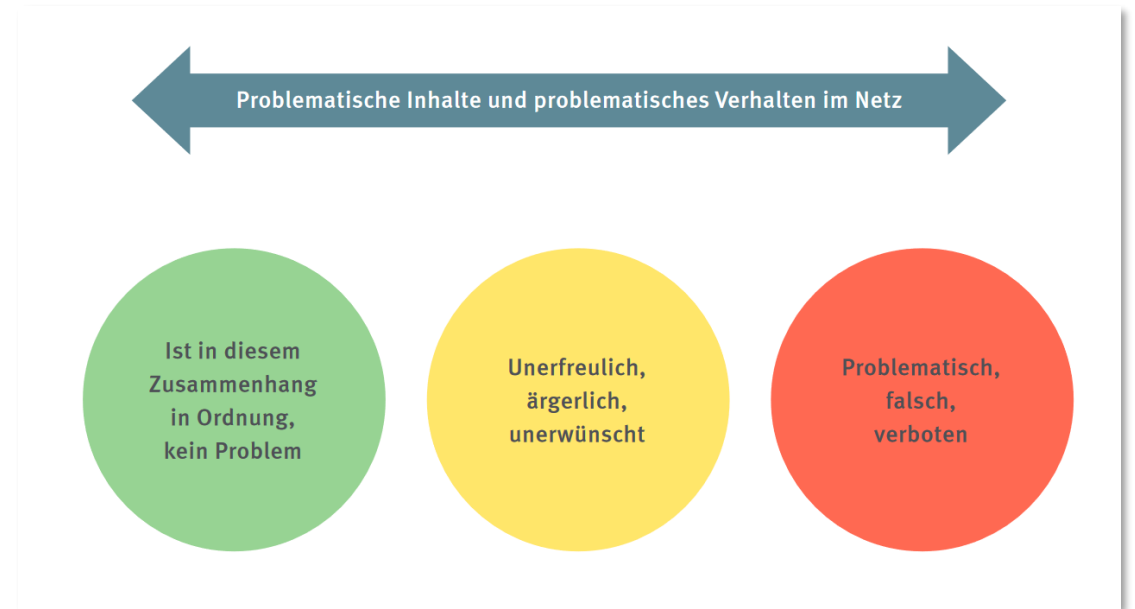 Problematische Inhalte und problematisches Verhalten im Netz
Ist in diesem
Zusammenhang
in Ordnung,
kein Problem
Unerfreulich,
ärgerlich,
unerwünscht
Problematisch,
falsch,
verboten